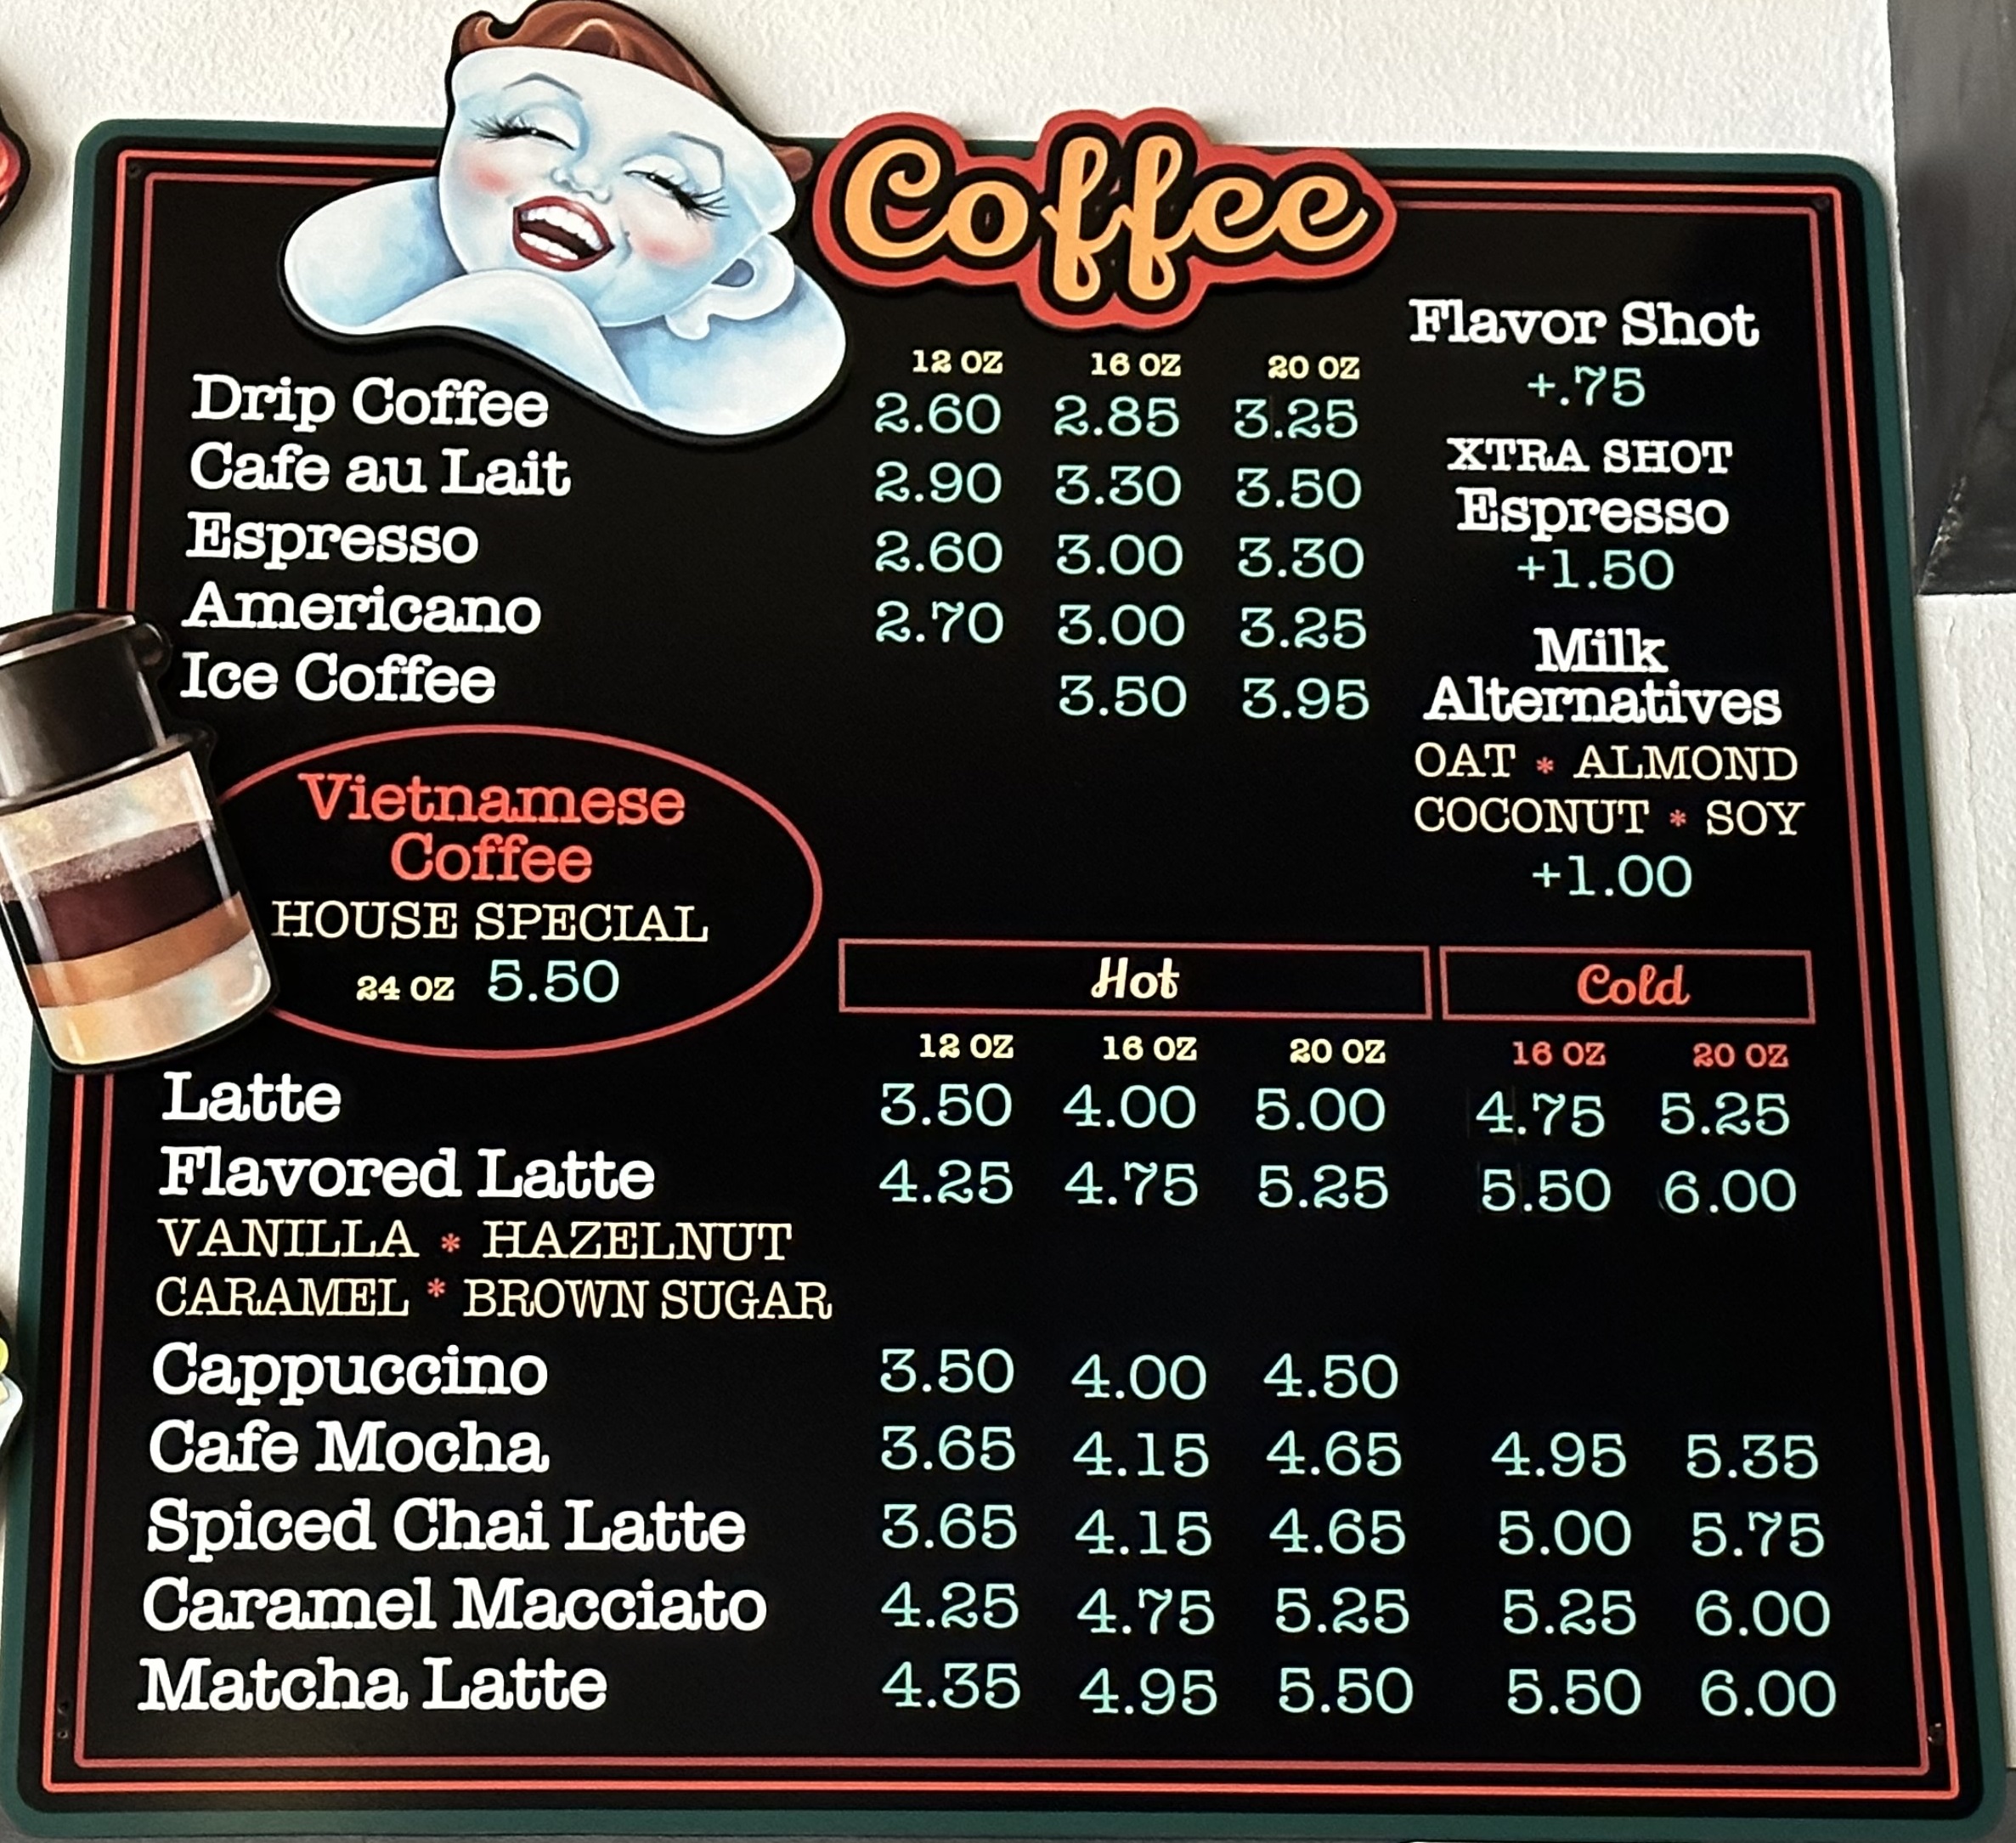 Coffee
12 OZ 16 OZ 20 OZ
Drip Coffee 2.60 2.85 3.25
Cafe au Lait 2.90 3.30 3.50
Espresso 2.60 3.00 3.30
Americano 2.70 3.00 3.25
Ice Coffee 3.50 3.95
Flavor Shot
+.75
XTRA SHOT
Espresso
+1.50
Milk
Alternatives
OAT * ALMOND
COCONUT * SOY
+1.00
Vietnamese
Coffee
HOUSE SPECIAL
24 OZ 5.50
Hot Cold
12 OZ 16 OZ 20 OZ 16 OZ 20 OZ
Latte 3.50 4.00 5.00 4.75 5.25
Flavored Latte 4.25 4.75 5.25 5.50 6.00
VANILLA * HAZELNUT
CARAMEL * BROWN SUGAR
Cappuccino 3.50 4.00 4.50
Cafe Mocha 3.65 4.15 4.65 4.95 5.35
Spiced Chai Latte 3.65 4.15 4.65 5.00 5.75
Caramel Macciato 4.25 4.75 5.25 5.25 6.00
Matcha Latte 4.35 4.95 5.50 5.50 6.00